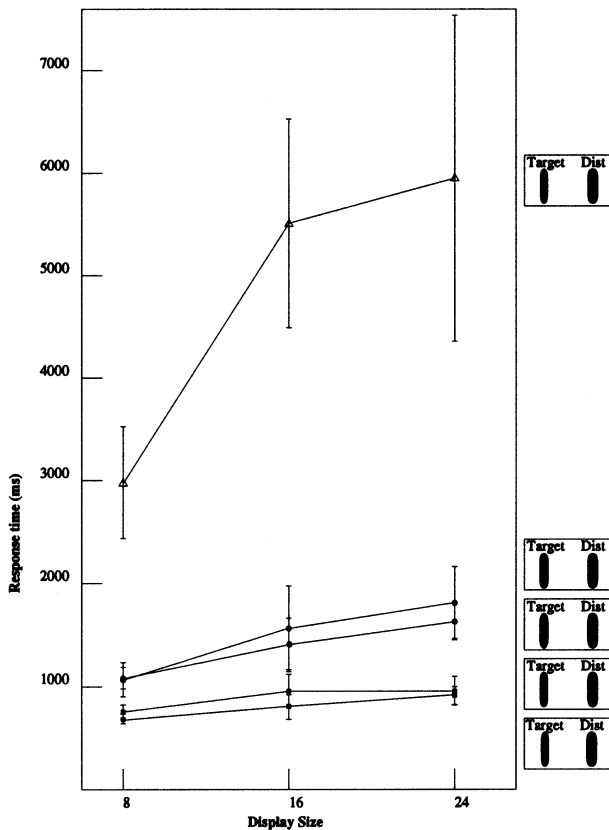 7000
6000
5000
4000
3000
2000
1000
Response time (ms)
8 16 24
Display Size
Target Dist
Target Dist
Target Dist
Target Dist
Target Dist